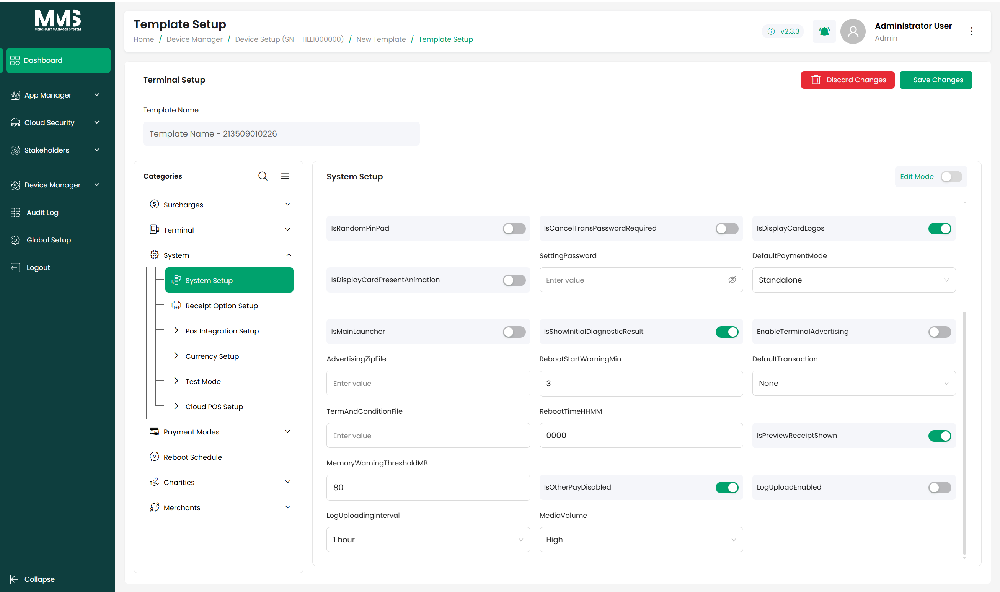 MMS
MERCHANT MANAGER SYSTEM
Dashboard
App Manager
Cloud Security
Stakeholders
Device Manager
Audit Log
Global Setup
Logout
Collapse
Template Setup
Home / Device Manager / Device Setup (SN - TILL1000000) / New Template / Template Setup
v2.3.3
Administrator User
Admin
Terminal Setup
Discard Changes
Save Changes
Template Name
Template Name - 213509010226
Categories
Surcharges
Terminal
System
System Setup
Receipt Option Setup
Pos Integration Setup
Currency Setup
Test Mode
Cloud POS Setup
Payment Modes
Reboot Schedule
Charities
Merchants
System Setup
Edit Mode
IsRandomPinPad
IsCancelTransPasswordRequired
IsDisplayCardLogos
IsDisplayCardPresentAnimation
SettingPassword
Enter value
DefaultPaymentMode
Standalone
IsMainLauncher
IsShowInitialDiagnosticResult
EnableTerminalAdvertising
AdvertisingZipFile
Enter value
RebootStartWarningMin
3
DefaultTransaction
None
TermAndConditionFile
Enter value
RebootTimeHHMM
0000
IsPreviewReceiptShown
MemoryWarningThresholdMB
80
IsOtherPayDisabled
LogUploadEnabled
LogUploadingInterval
1 hour
MediaVolume
High